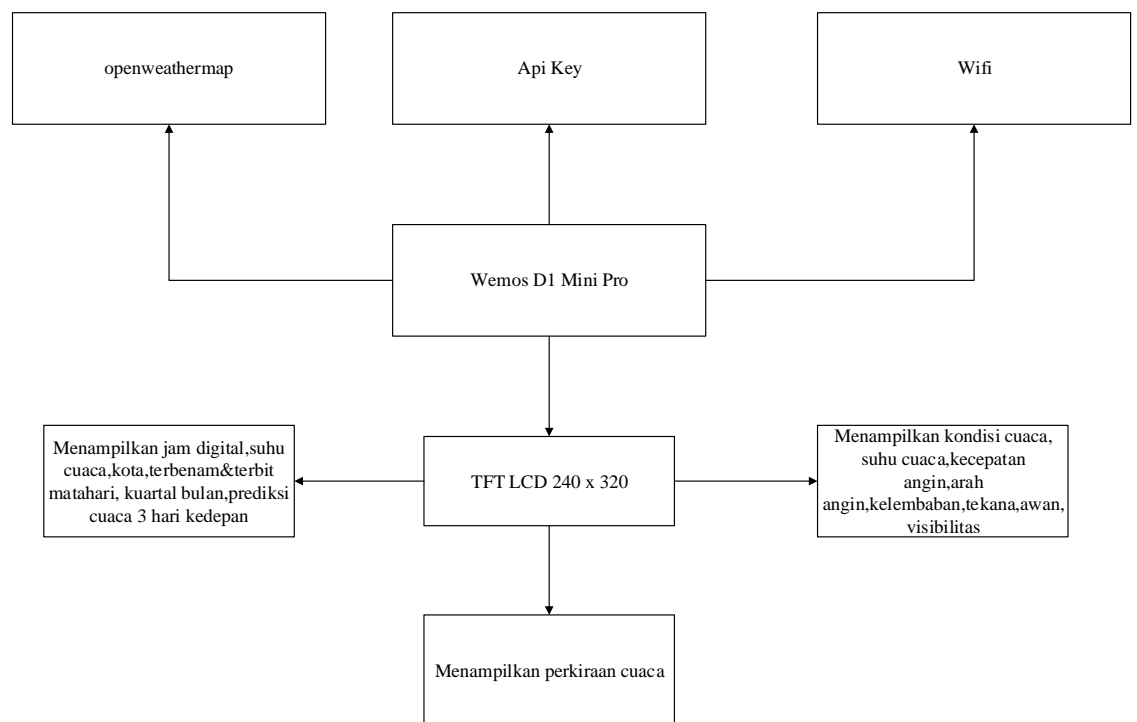 openweathermap
Api Key
Wifi
Wemos D1 Mini Pro
Menampilkan jam digital,suhu
cuaca,kota,terbenam&terbit
matahari, kuartal bulan,prediksi
cuaca 3 hari kedepan
TFT LCD 240 x 320
Menampilkan kondisi cuaca,
suhu cuaca,kecepatan
angin,arah
angin,kelembaban,tekana,awan,
visibilitas
Menampilkan perkiraan cuaca